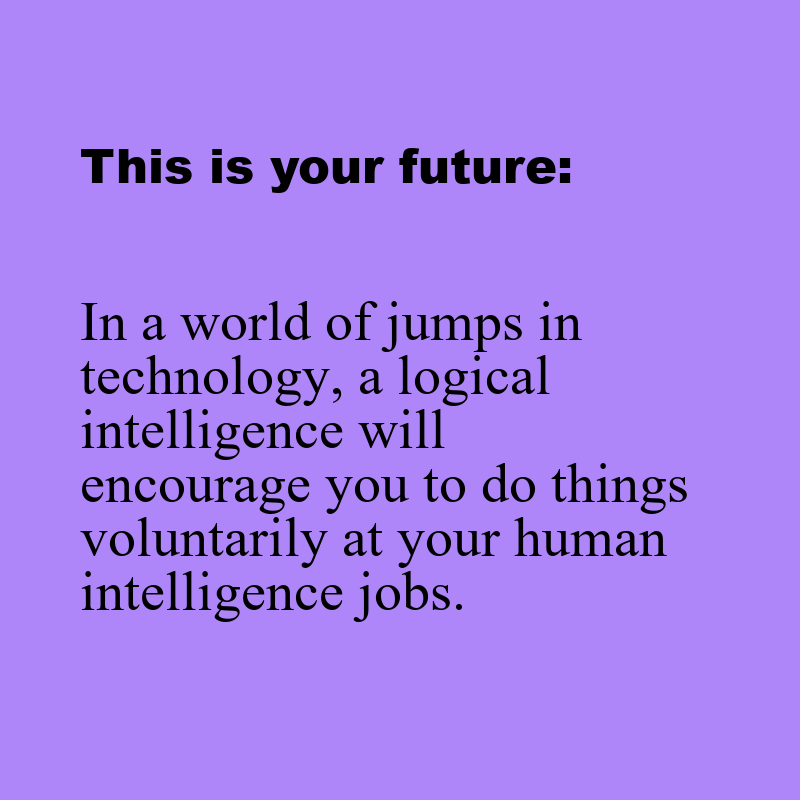 This is your future:
In a world of jumps in
technology, a logical
intelligence will
encourage you to do things
voluntarily at your human
intelligence jobs.